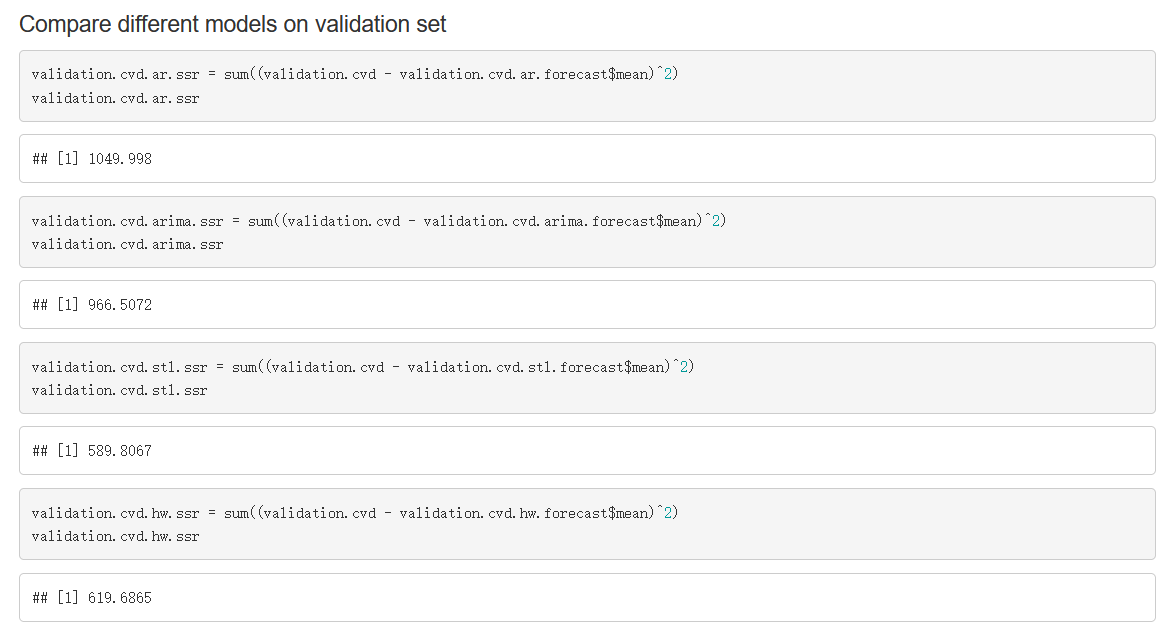 Compare different models on validation set
validation.cvd.ar.ssr = sum((validation.cvd - validation.cvd.ar.forecast$mean)^2)
validation.cvd.ar.ssr
## [1] 1049.998
validation.cvd.arima.ssr = sum((validation.cvd - validation.cvd.arima.forecast$mean)^2)
validation.cvd.arima.ssr
## [1] 966.5072
validation.cvd.stl.ssr = sum((validation.cvd - validation.cvd.stl.forecast$mean)^2)
validation.cvd.stl.ssr
## [1] 589.8067
validation.cvd.hw.ssr = sum((validation.cvd - validation.cvd.hw.forecast$mean)^2)
validation.cvd.hw.ssr
## [1] 619.6865